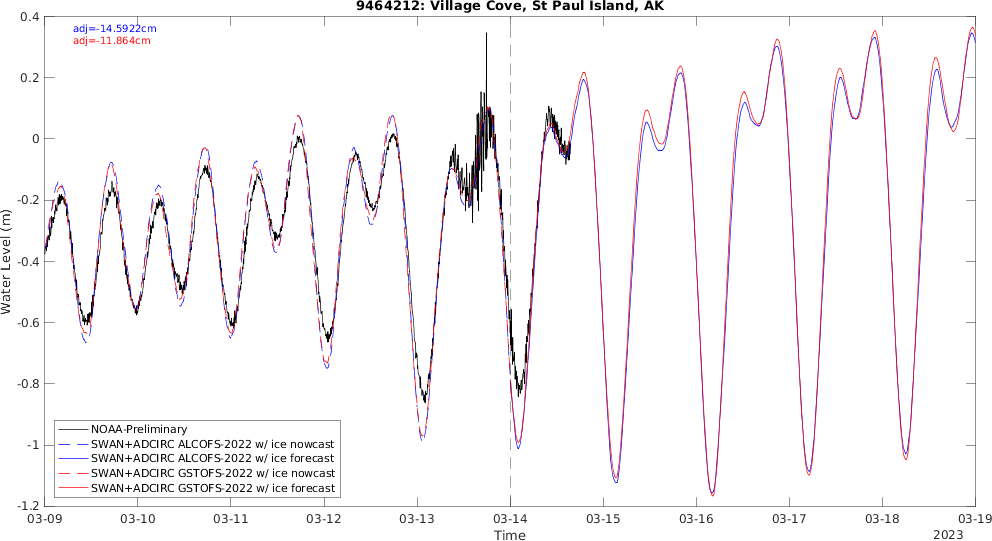 9464212: Village Cove, St Paul Island, AK
adj=-14.5922cm
adj=-11.864cm
0.4
0.2
0
-0.2
-0.4
-0.6
-0.8
-1
-1.2
Water Level (m)
NOAA-Preliminary
SWAN+ADCIRC ALCOFS-2022 w/ ice nowcast
SWAN+ADCIRC ALCOFS-2022 w/ ice forecast
SWAN+ADCIRC GSTOFS-2022 w/ ice nowcast
SWAN+ADCIRC GSTOFS-2022 w/ ice forecast
03-09 03-10 03-11 03-12 03-13 03-14 03-15 03-16 03-17 03-18 03-19
Time
2023